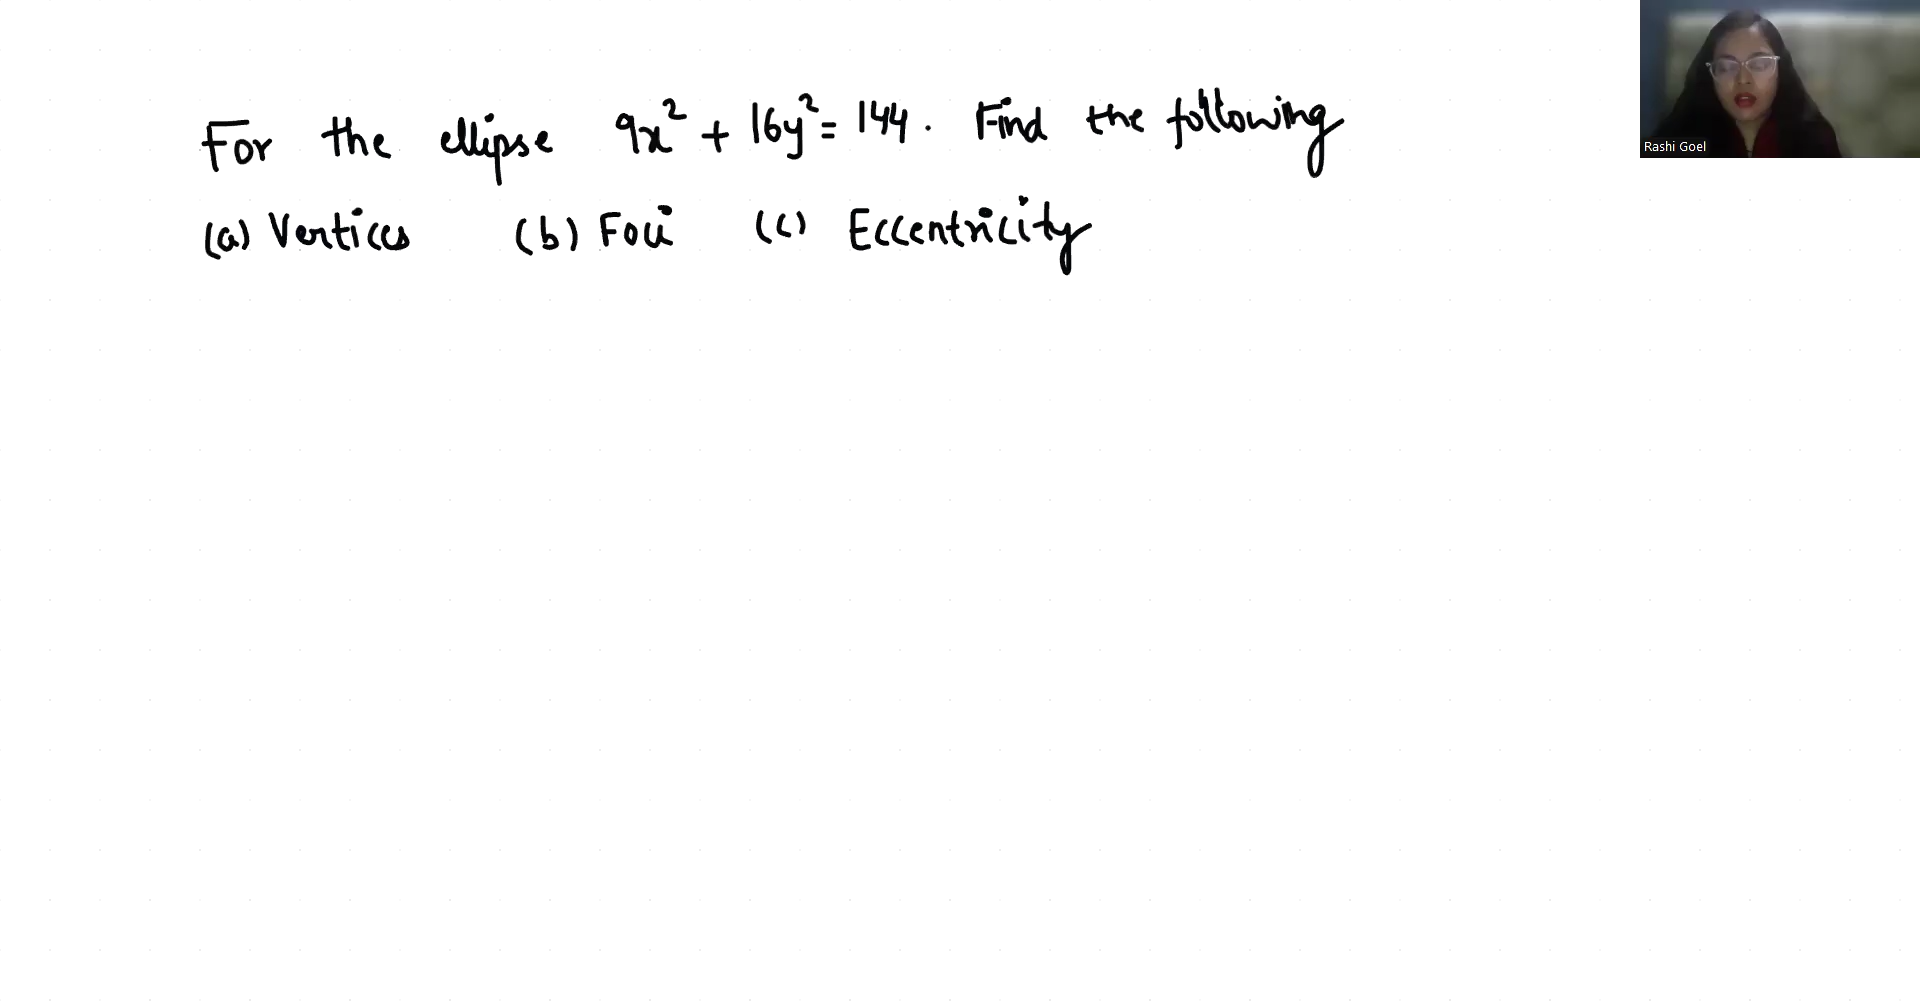 For the ellipse 9x² + 16y² = 144. Find the following
(a) Vertices (b) Foci (c) Eccentricity
Rashi Goel